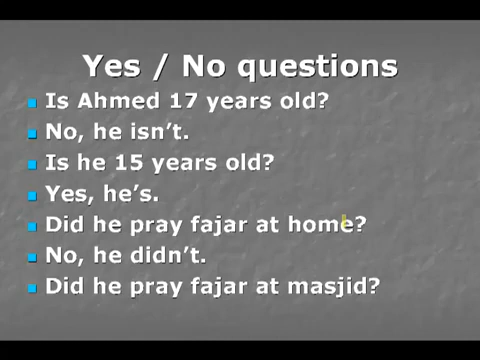 Yes / No questions
Is Ahmed 17 years old?
No, he isn’t.
Is he 15 years old?
Yes, he’s.
Did he pray fajar at home?
No, he didn’t.
Did he pray fajar at masjid?